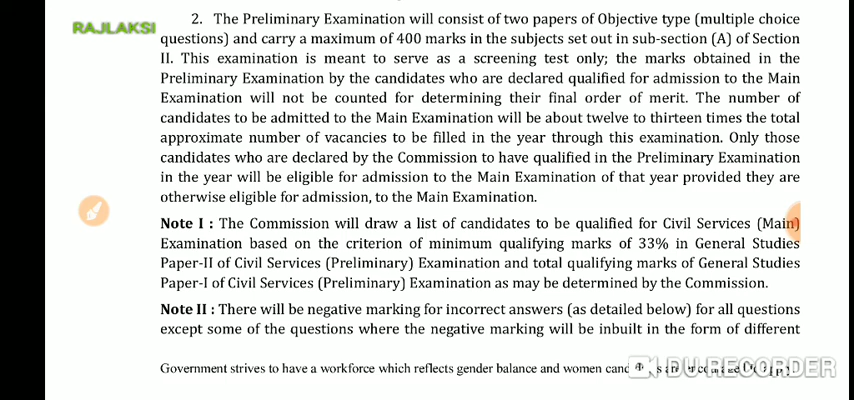 RAJLAKSI
2. The Preliminary Examination will consist of two papers of Objective type (multiple choice
questions) and carry a maximum of 400 marks in the subjects set out in sub-section (A) of Section
II. This examination is meant to serve as a screening test only; the marks obtained in the
Preliminary Examination by the candidates who are declared qualified for admission to the Main
Examination will not be counted for determining their final order of merit. The number of
candidates to be admitted to the Main Examination will be about twelve to thirteen times the total
approximate number of vacancies to be filled in the year through this examination. Only those
candidates who are declared by the Commission to have qualified in the Preliminary Examination
in the year will be eligible for admission to the Main Examination of that year provided they are
otherwise eligible for admission, to the Main Examination.
Note I : The Commission will draw a list of candidates to be qualified for Civil Services (Main)
Examination based on the criterion of minimum qualifying marks of 33% in General Studies
Paper-II of Civil Services (Preliminary) Examination and total qualifying marks of General Studies
Paper-I of Civil Services (Preliminary) Examination as may be determined by the Commission.
Note II : There will be negative marking for incorrect answers (as detailed below) for all questions
except some of the questions where the negative marking will be inbuilt in the form of different
Government strives to have a workforce which reflects gender balance and women
DU RECORDER